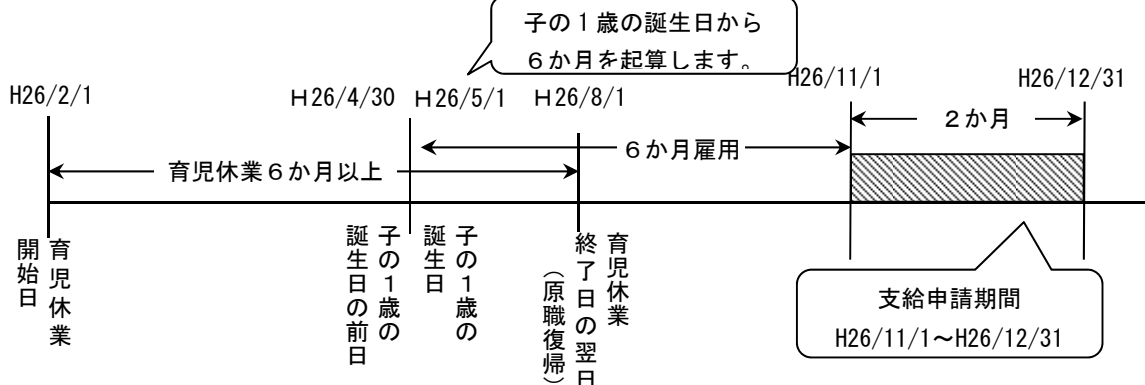 子の1歳の誕生日から
6か月を起算します。
H26/2/1
H26/4/30
H26/5/1
H26/8/1
H26/11/1
H26/12/31
2か月
6か月雇用
育児休業6か月以上
育児休業
開始日
子の1歳の
誕生日の前日
子の1歳の
誕生日
育児休業
終了日の翌日
(原職復帰)
支給申請期間
H26/11/1~H26/12/31